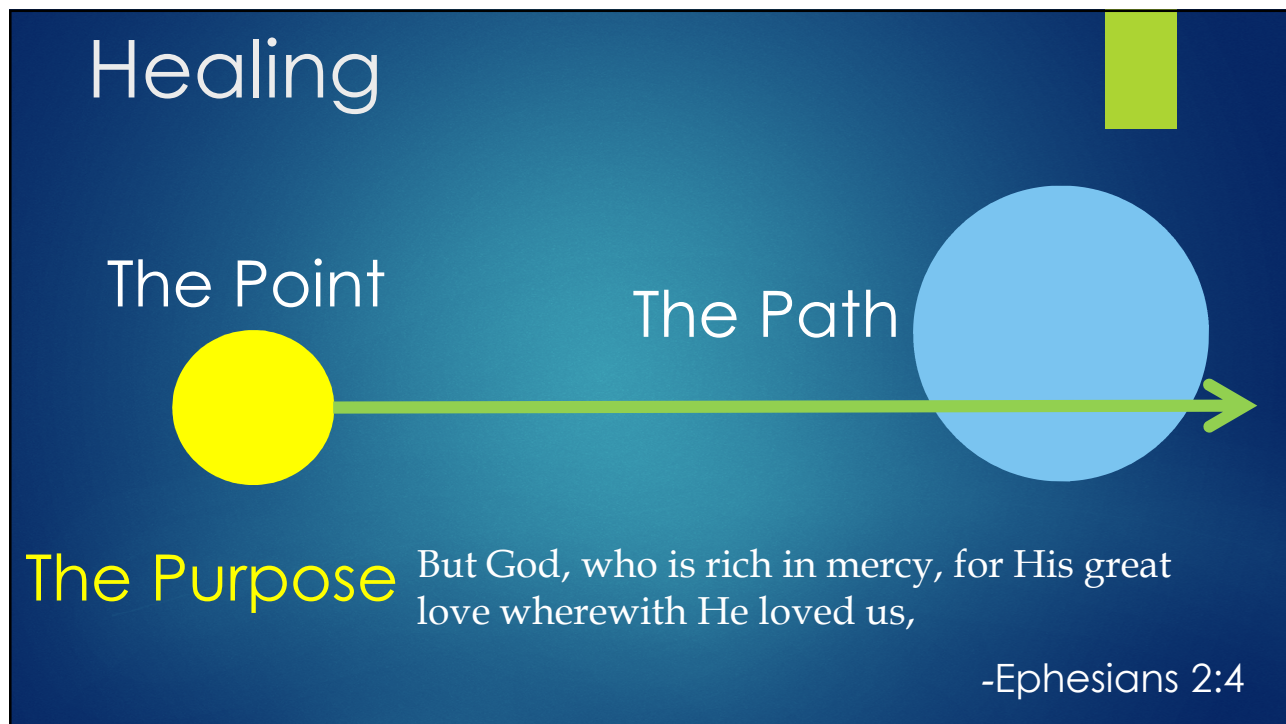 Healing
The Point
The Path
The Purpose
But God, who is rich in mercy, for His great
love wherewith He loved us,
-Ephesians 2:4